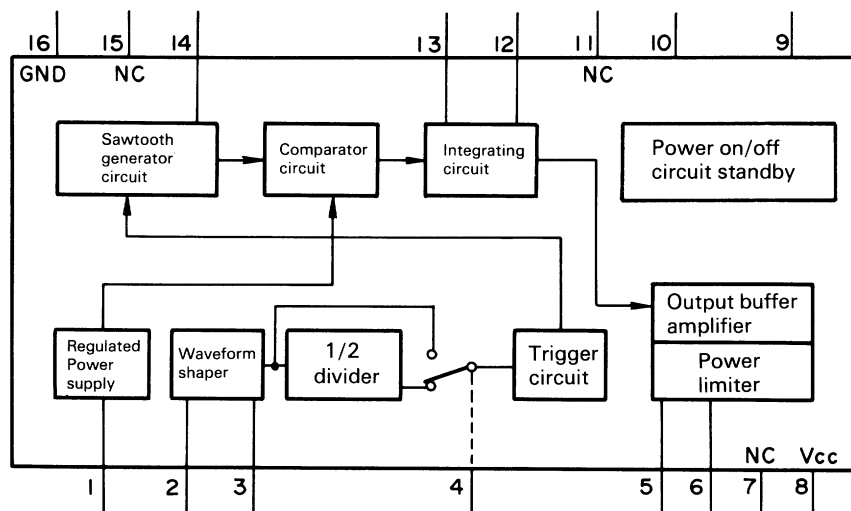 16 15 14 13 12 11 10 9
GND NC NC
Sawtooth
generator
circuit
Comparator
circuit
Integrating
circuit
Power on/off
circuit standby
Output buffer
amplifier
Power
limiter
Regulated
Power
supply
Waveform
shaper
1/2
divider
Trigger
circuit
NC Vcc
1 2 3 4 5 6 7 8